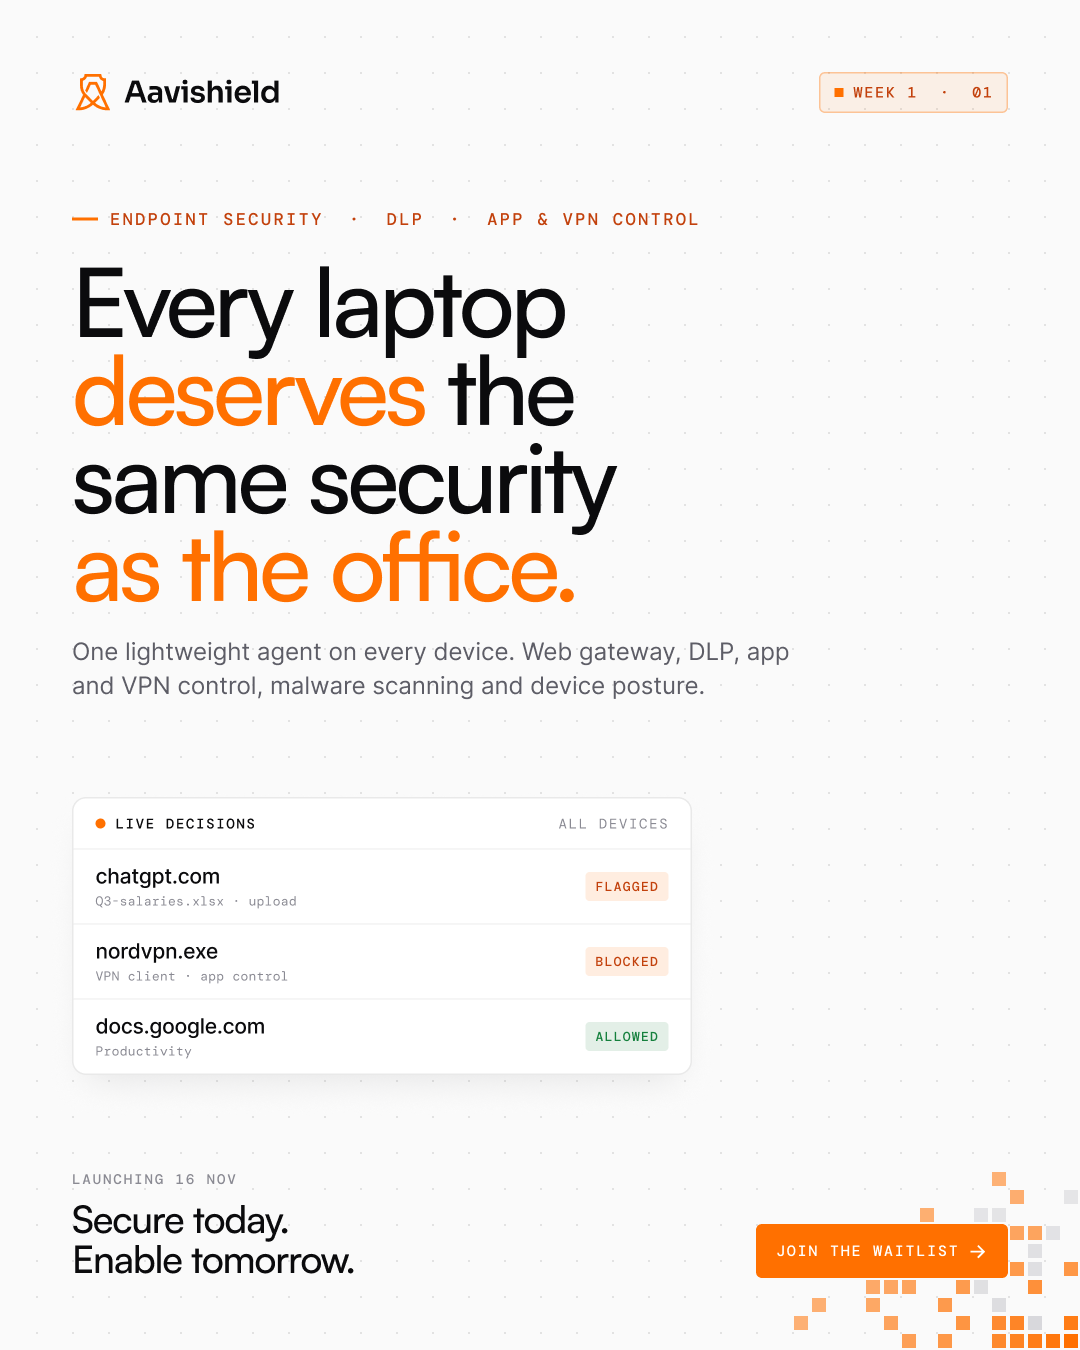 Aavishield
WEEK 1 · 01
ENDPOINT SECURITY · DLP · APP & VPN CONTROL
Every laptop
deserves the
same security
as the office.
One lightweight agent on every device. Web gateway, DLP, app
and VPN control, malware scanning and device posture.
LIVE DECISIONS
ALL DEVICES
chatgpt.com
Q3-salaries.xlsx · upload
FLAGGED
nordvpn.exe
VPN client · app control
BLOCKED
docs.google.com
Productivity
ALLOWED
LAUNCHING 16 NOV
Secure today.
Enable tomorrow.
JOIN THE WAITLIST →